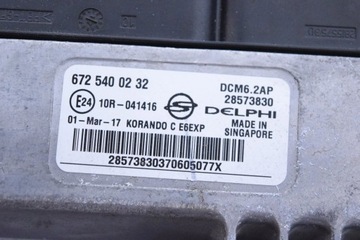 672 540 02 32
DCM6.2AP
28573830
E24 10R-041416
DELPHI
01-Mar-17 KORANDO C E6EXP
MADE IN
SINGAPORE
28573830370605077X